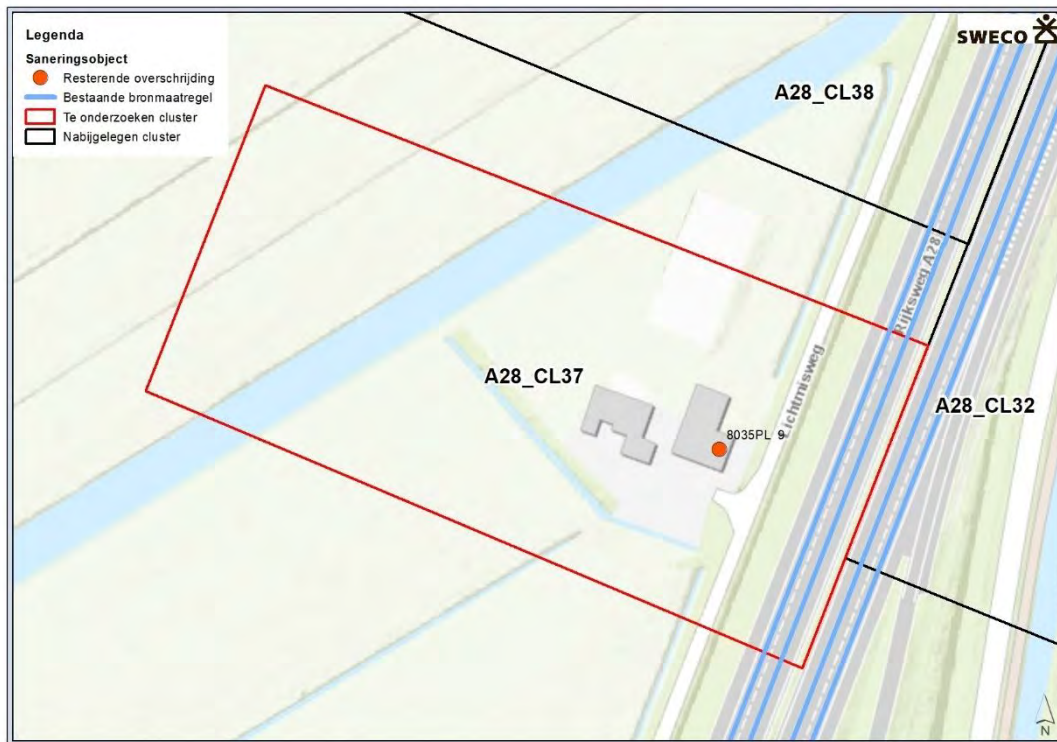 Legenda
Saneringsobject
Resterende overschrijding
Bestaande bronmaatregel
Te onderzoeken cluster
Nabijgelegen cluster
SWECO
A28_CL38
Rijksweg A28
Lichtmisweg
A28_CL37
A28_CL32
8035PL 9
N